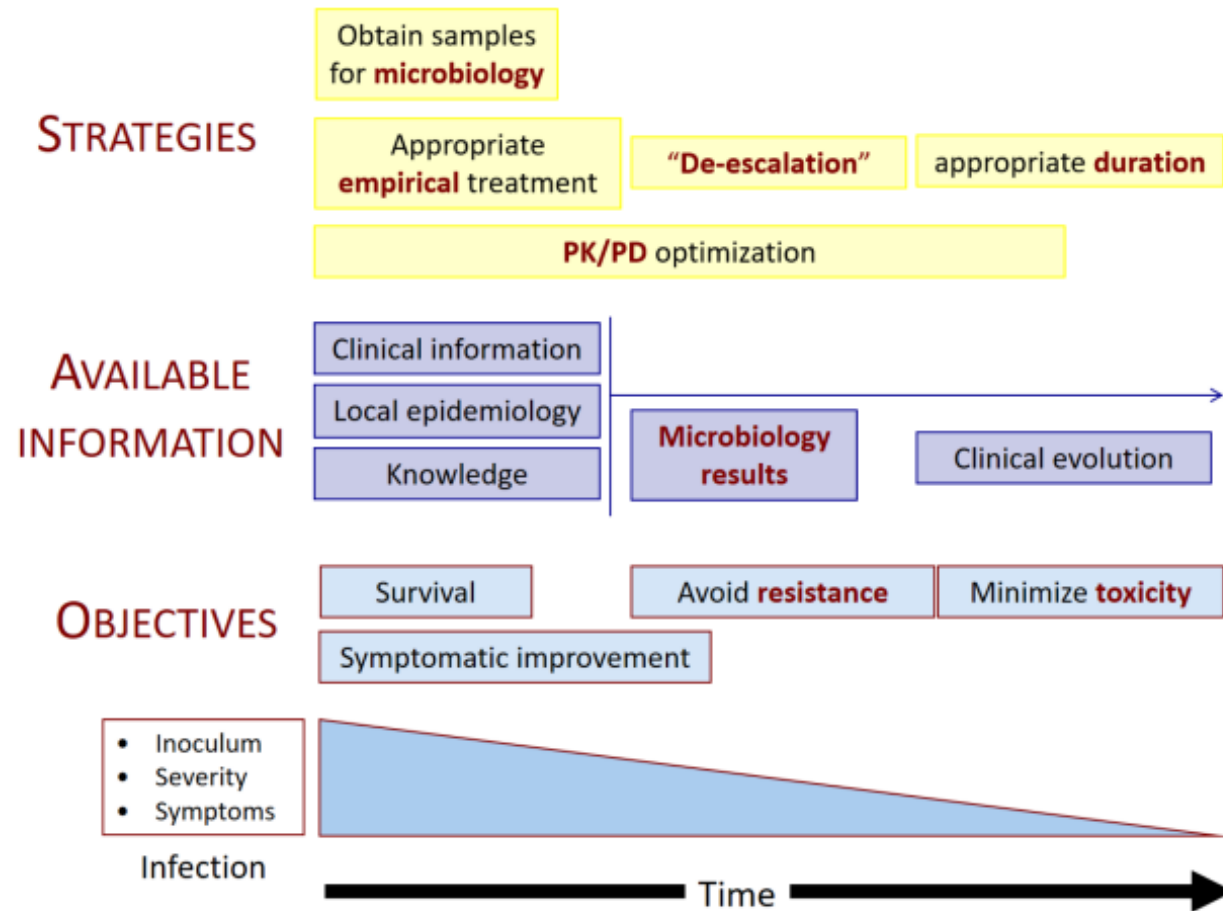 Obtain samples
for microbiology
STRATEGIES
Appropriate
empirical treatment
“De-escalation”
appropriate duration
PK/PD optimization
AVAILABLE
INFORMATION
Clinical information
Local epidemiology
Knowledge
Microbiology
results
Clinical evolution
OBJECTIVES
Survival
Avoid resistance
Minimize toxicity
Symptomatic improvement
• Inoculum
• Severity
• Symptoms
Infection
Time